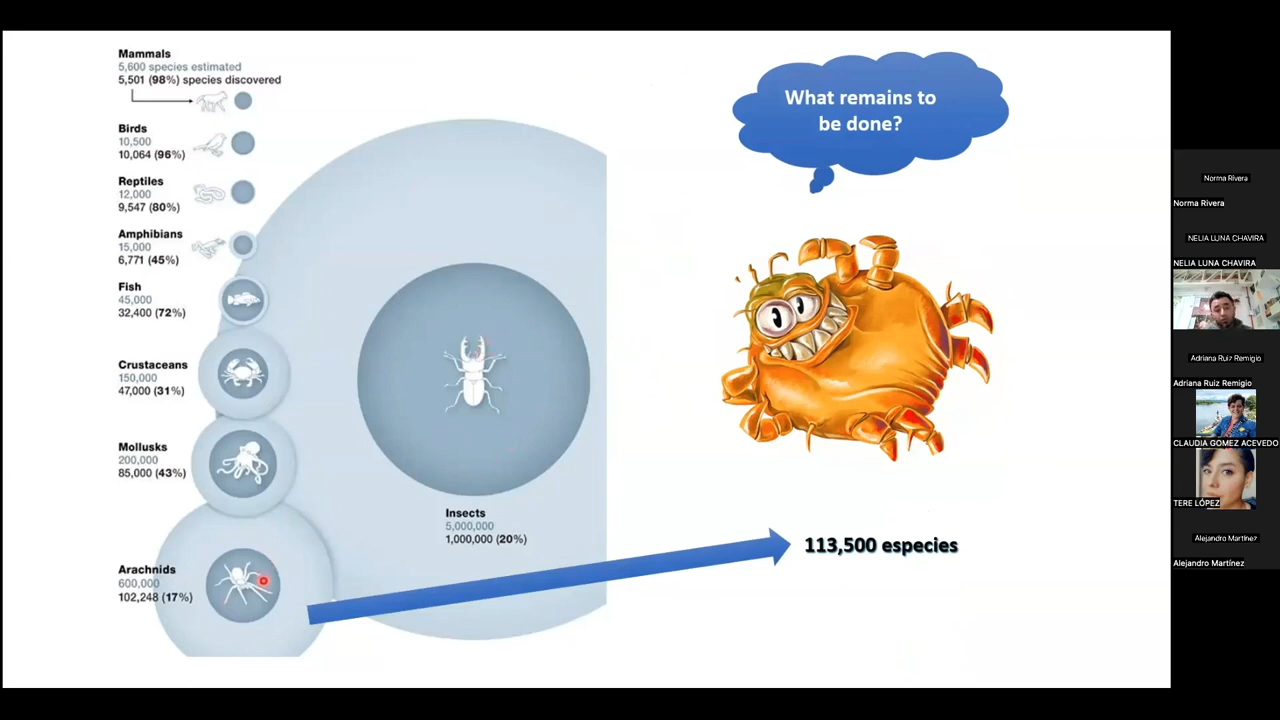 Mammals
5,600 species estimated
5,501 (98%) species discovered
Birds
10,500
10,064 (96%)
Reptiles
12,000
9,547 (80%)
Amphibians
15,000
6,771 (45%)
Fish
45,000
32,400 (72%)
Crustaceans
150,000
47,000 (31%)
Mollusks
200,000
85,000 (43%)
Arachnids
600,000
102,248 (17%)
Insects
5,000,000
1,000,000 (20%)
What remains to
be done?
113,500 especies
Norma Rivera
Norma Rivera
NELIA LUNA CHAVIRA
NELIA LUNA CHAVIRA
Adriana Ruiz Remigio
Adriana Ruiz Remigio
CLAUDIA GOMEZ ACEVEDO
TERE LÓPEZ
Alejandro Martínez
Alejandro Martínez